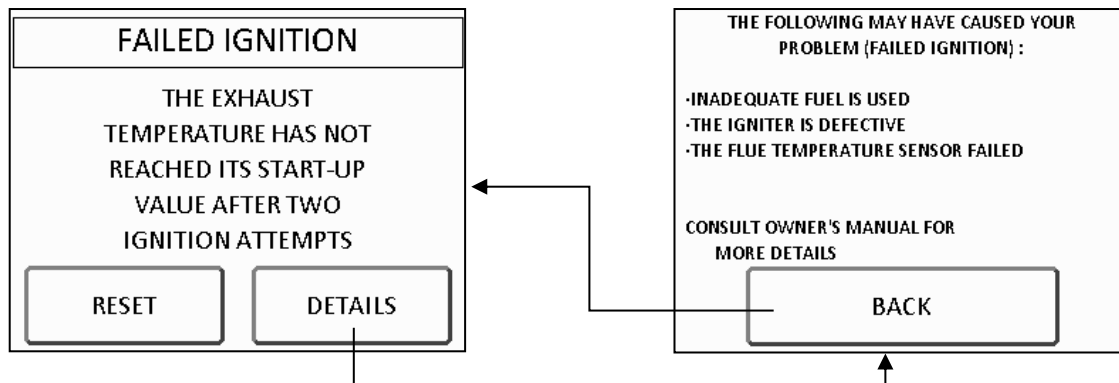 FAILED IGNITION
THE EXHAUST
TEMPERATURE HAS NOT
REACHED ITS START-UP
VALUE AFTER TWO
IGNITION ATTEMPTS
RESET
DETAILS
THE FOLLOWING MAY HAVE CAUSED YOUR
PROBLEM (FAILED IGNITION) :
·INADEQUATE FUEL IS USED
·THE IGNITER IS DEFECTIVE
·THE FLUE TEMPERATURE SENSOR FAILED
CONSULT OWNER'S MANUAL FOR
MORE DETAILS
BACK